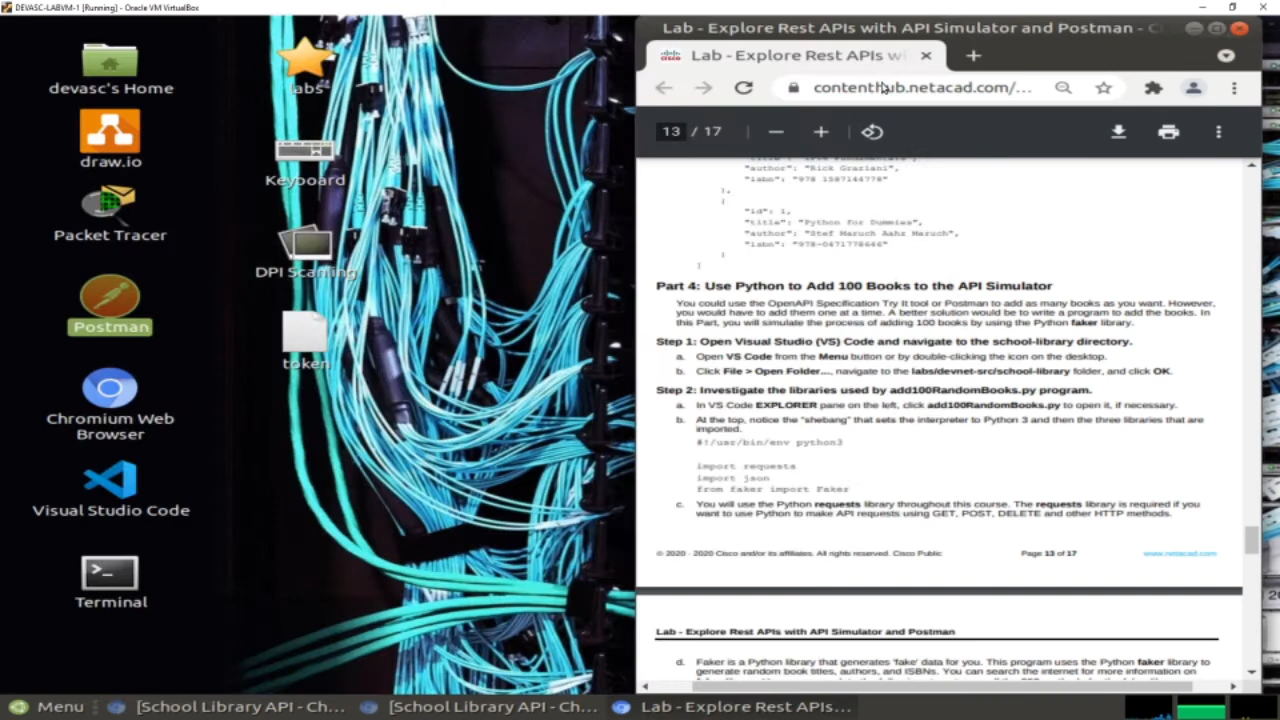 DEVASC-LABVM-1 [Running] - Oracle VM VirtualBox
devasc's Home
draw.io
Packet Tracer
Postman
Chromium Web
Browser
Visual Studio Code
Terminal
labs
Keyboard
DPI Scaling
token
Lab - Explore Rest APIs with API Simulator and Postman - C
Lab - Explore Rest APIs wi
contenthub.netacad.com/...
13 / 17
"author": "Rick Graziani",
"isbn": "978 1587144778"
},
{
"id": 1,
"title": "Python for Dummies",
"author": "Stef Maruch Aahz Maruch",
"isbn": "978-0471778646"
}
]
Part 4: Use Python to Add 100 Books to the API Simulator
You could use the OpenAPI Specification Try It tool or Postman to add as many books as you want. However,
you would have to add them one at a time. A better solution would be to write a program to add the books. In
this Part, you will simulate the process of adding 100 books by using the Python faker library.
Step 1: Open Visual Studio (VS) Code and navigate to the school-library directory.
a. Open VS Code from the Menu button or by double-clicking the icon on the desktop.
b. Click File > Open Folder..., navigate to the labs/devnet-src/school-library folder, and click OK.
Step 2: Investigate the libraries used by add100RandomBooks.py program.
a. In VS Code EXPLORER pane on the left, click add100RandomBooks.py to open it, if necessary.
b. At the top, notice the "shebang" that sets the interpreter to Python 3 and then the three libraries that are
imported.
#!/usr/bin/env python3
import requests
import json
from faker import Faker
c. You will use the Python requests library throughout this course. The requests library is required if you
want to use Python to make API requests using GET, POST, DELETE and other HTTP methods.
© 2020 - 2020 Cisco and/or its affiliates. All rights reserved. Cisco Public Page 13 of 17 www.netacad.com
Lab - Explore Rest APIs with API Simulator and Postman
d. Faker is a Python library that generates 'fake' data for you. This program uses the Python faker library to
generate random book titles, authors, and ISBNs. You can search the internet for more information on
Menu
[School Library API - Ch...
[School Library API - Ch...
Lab - Explore Rest APIs...